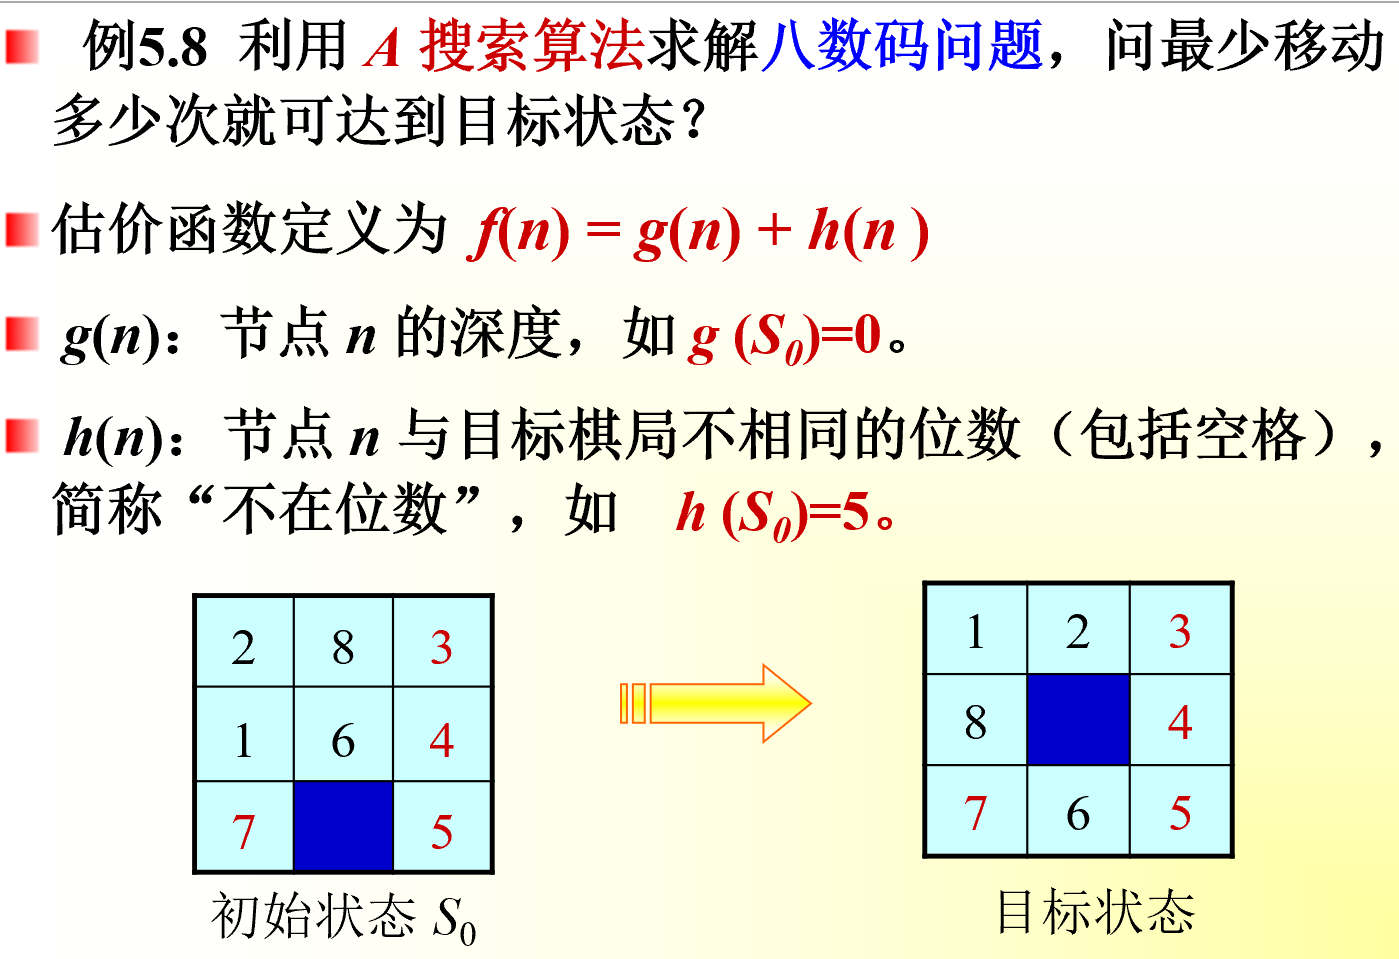 例5.8 利用 A 搜索算法求解八数码问题，问最少移动
多少次就可达到目标状态？
估价函数定义为 f(n) = g(n) + h(n )
g(n)：节点 n 的深度，如 g (S0)=0。
h(n)：节点 n 与目标棋局不相同的位数（包括空格），
简称“不在位数”，如 h (S0)=5。
2 8 3
1 6 4
7 5
初始状态 S0
1 2 3
8 4
7 6 5
目标状态